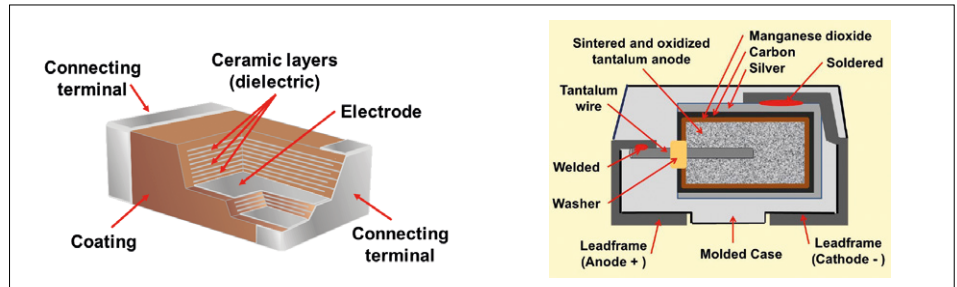 Ceramic layers
(dielectric)
Connecting
terminal
Electrode
Coating
Connecting
terminal
Manganese dioxide
Sintered and oxidized
tantalum anode
Carbon
Silver
Soldered
Tantalum
wire
Welded
Washer
Leadframe
(Anode + )
Molded Case
Leadframe
(Cathode - )